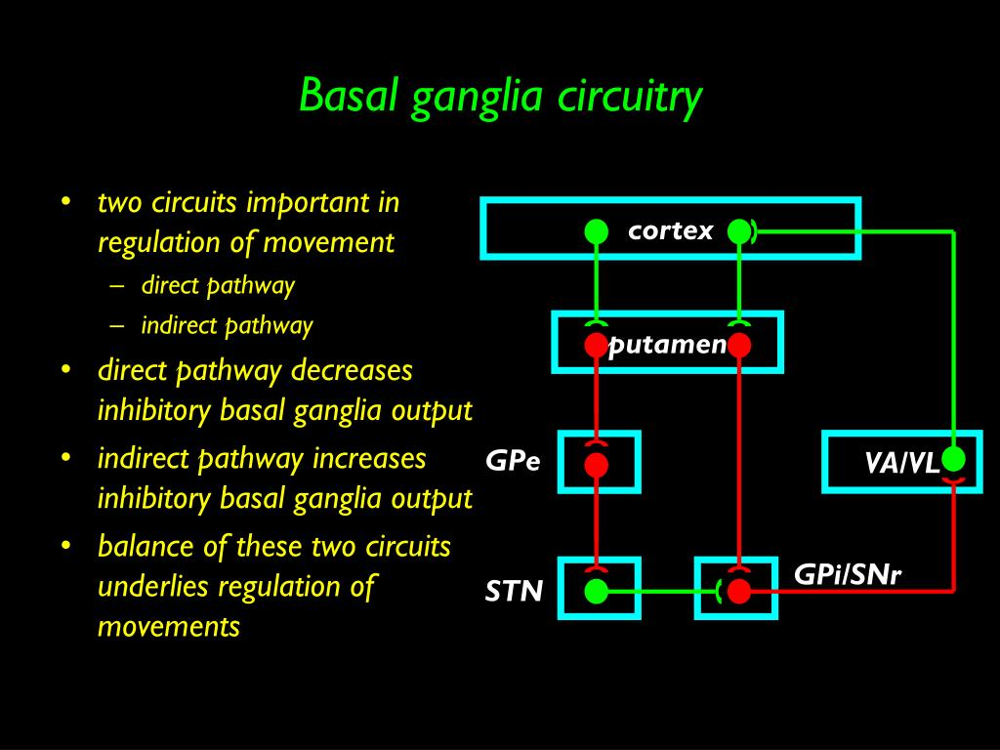 Basal ganglia circuitry
• two circuits important in
regulation of movement
– direct pathway
– indirect pathway
• direct pathway decreases
inhibitory basal ganglia output
• indirect pathway increases
inhibitory basal ganglia output
• balance of these two circuits
underlies regulation of
movements
cortex
putamen
GPe
VA/VL
STN
GPi/SNr